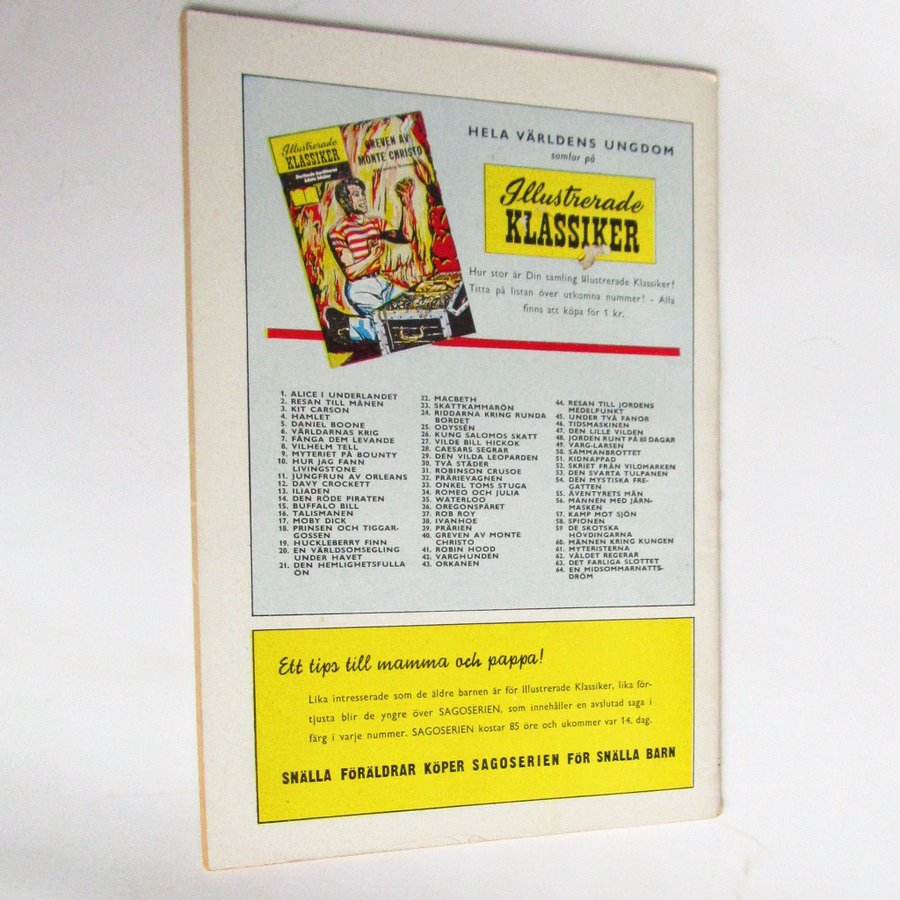 Illustrerade
KLASSIKER
GREVEN AV
MONTE CHRISTO
HELA VÄRLDENS UNGDOM
samlar på
Illustrerade
KLASSIKER
Hur stor är Din samling Illustrerade Klassiker?
Titta på listan över utkomna nummer! - Alla
finns att köpa for 1 kr.
1. ALICE I UNDERLANDET
2. RESAN TILL MÅNEN
3. KIT CARSON
4. HAMLET
5. DANIEL BOONE
6. VÄRLDARNAS KRIG
7. FÅNGA DEM LEVANDE
8. VILHELM TELL
9. MYTERIET PÅ BOUNTY
10. HUR JAG FANN
LIVINGSTONE
11. JUNGFRUN AV ORLEANS
12. DAVY CROCKETT
13. ILIADEN
14. DEN RÖDE PIRATEN
15. BUFFALO BILL
16. TALISMANEN
17. MOBY DICK
18. PRINSEN OCH TIGGAR-
GOSSEN
19. HUCKLEBERRY FINN
20. EN VÄRLDSOMSEGLING
UNDER HAVET
21. DEN HEMLIGHETSFULLA
ÖN
22. MACBETH
23. SKATTKAMMARÖN
24. RIDDARNA KRING RUNDA
BORDET
25. ODYSSÉN
26. KUNG SALOMOS SKATT
27. VILDE BILL HICKOK
28. CAESARS SEGRAR
29. DEN VILDA LEOPARDEN
30. TVÅ STÄDER
31. ROBINSON CRUSOE
32. PRÄRIEVAGNEN
33. ONKEL TOMS STUGA
34. ROMEO OCH JULIA
35. WATERLOO
36. OREGONSPÅRET
37. ROB ROY
38. IVANHOE
39. PRÄRIEN
40. GREVEN AV MONTE
CHRISTO
41. ROBIN HOOD
42. VARGHUNDEN
43. ORKANEN
44. RESAN TILL JORDENS
MEDELPUNKT
45. UNDER TVÅ FANOR
46. TIDSMASKINEN
47. DEN LILLE VILDEN
48. JORDEN RUNT PÅ 80 DAGAR
49. VARG-LARSEN
50. SAMMANBROTTET
51. KIDNAPPAD
52. SKRIET FRÅN VILDMARKEN
53. DEN SVARTA TULPANEN
54. DEN MYSTISKA FRE-
GATTEN
55. ÄVENTYRETS MÄN
56. MANNEN MED JÄRN-
MASKEN
57. KAMP MOT SJÖN
58. SPIONEN
59 DE SKOTSKA
HÖVDINGARNA
60. MÄNNEN KRING KUNGEN
61. MYTERISTERNA
62. VÅLDET REGERAR
63. DET FARLIGA SLOTTET
64. EN MIDSOMMARNATTS-
DRÖM
Ett tips till mamma och pappa!
Lika intresserade som de äldre barnen är för Illustrerade Klassiker, lika för-
tjusta blir de yngre över SAGOSERIEN, som innehåller en avslutad saga i
färg i varje nummer. SAGOSERIEN kostar 85 öre och ukommer var 14. dag.
SNÄLLA FÖRÄLDRAR KÖPER SAGOSERIEN FÖR SNÄLLA BARN